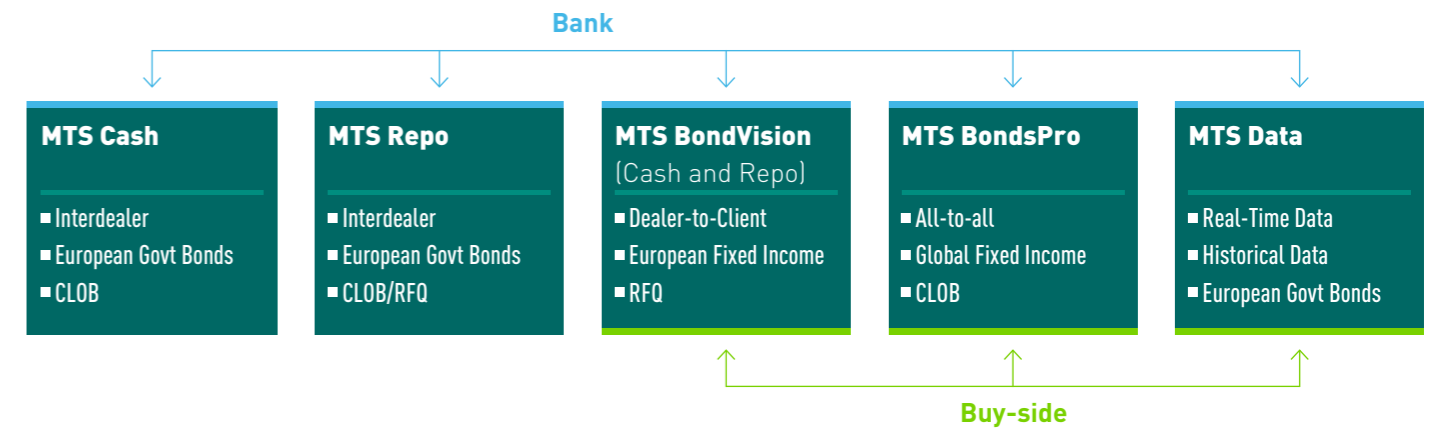 Bank
MTS Cash
Interdealer
European Govt Bonds
CLOB
MTS Repo
Interdealer
European Govt Bonds
CLOB/RFQ
MTS BondVision
(Cash and Repo)
Dealer-to-Client
European Fixed Income
RFQ
MTS BondsPro
All-to-all
Global Fixed Income
CLOB
MTS Data
Real-Time Data
Historical Data
European Govt Bonds
Buy-side